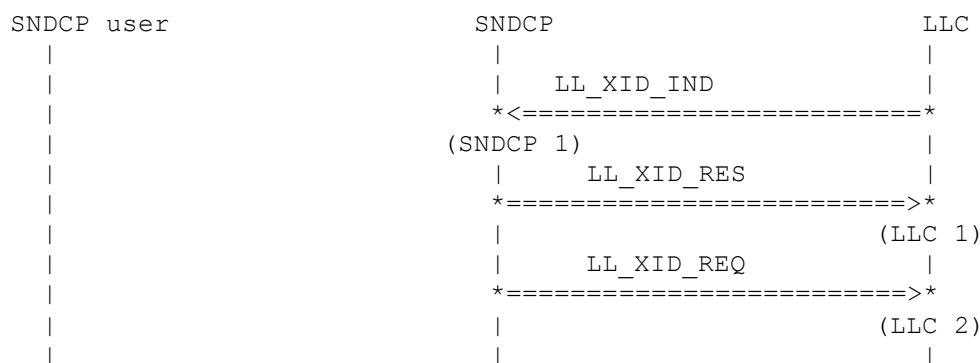 SNDCP user SNDCP LLC
| | |
| | LL_XID_IND |
| *<=========================*
| (SNDCP 1) |
| | LL_XID_RES |
| *=========================>*
| | (LLC 1)
| | LL_XID_REQ |
| *=========================>*
| | (LLC 2)
| | |